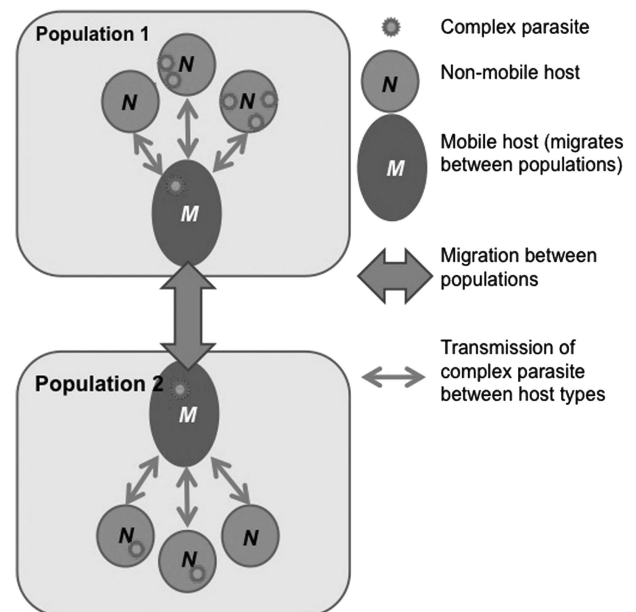 Population 1
N
N
N
M
Population 2
M
N
N
N
Complex parasite
N
Non-mobile host
M
Mobile host (migrates
between populations)
Migration between
populations
Transmission of
complex parasite
between host types